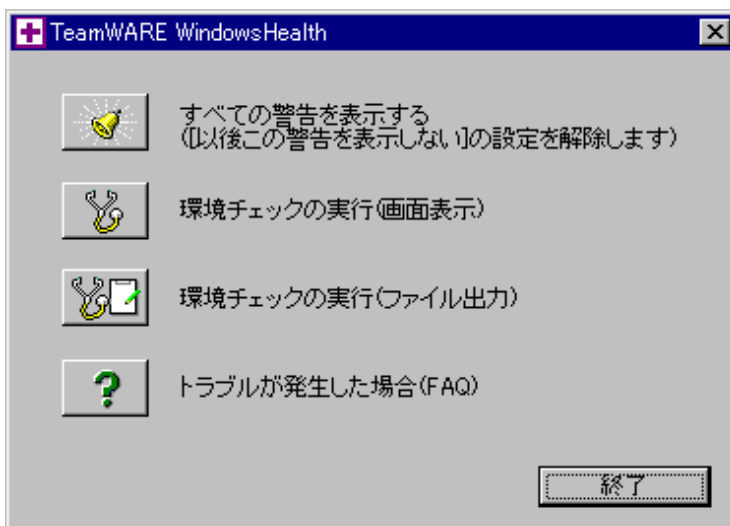 TeamWARE WindowsHealth
すべての警告を表示する
([以後この警告を表示しない]の設定を解除します)
環境チェックの実行(画面表示)
環境チェックの実行(ファイル出力)
トラブルが発生した場合(FAQ)
終了